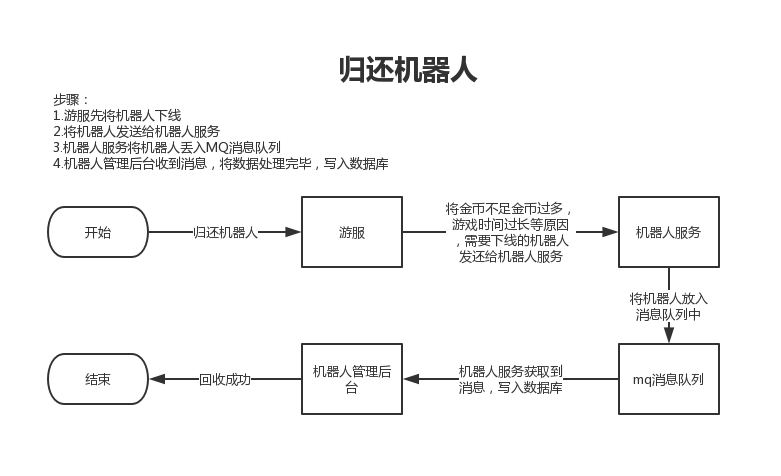 归还机器人
步骤：
1.游服先将机器人下线
2.将机器人发送给机器人服务
3.机器人服务将机器人丢入MQ消息队列
4.机器人管理后台收到消息，将数据处理完毕，写入数据库
开始
归还机器人
游服
将金币不足金币过多，
游戏时间过长等原因
，需要下线的机器人
发还给机器人服务
机器人服务
将机器人放入
消息队列中
mq消息队列
机器人服务获取到
消息，写入数据库
机器人管理后
台
回收成功
结束